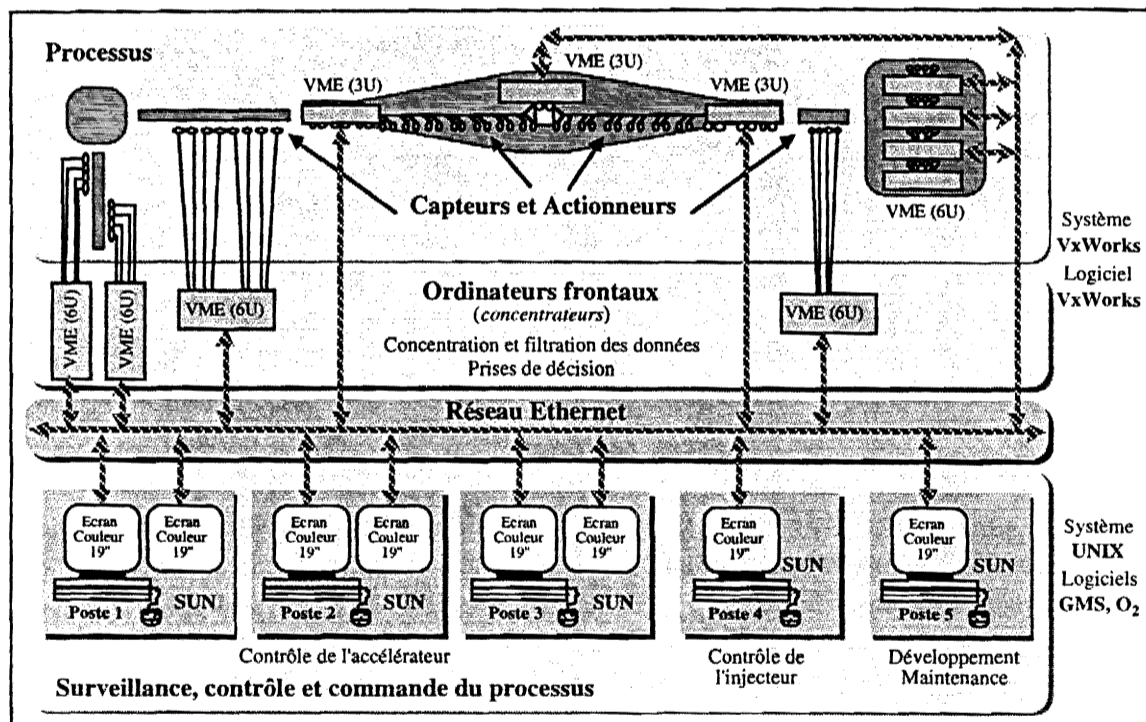 Processus
VME (3U)
VME (3U)
VME (3U)
Capteurs et Actionneurs
VME (6U)
Système
VxWorks
Logiciel
VxWorks
VME (6U)
VME (6U)
VME (6U)
Ordinateurs frontaux
(concentrateurs)
Concentration et filtration des données
Prises de décision
VME (6U)
Réseau Ethernet
Ecran
Couleur
19"
Ecran
Couleur
19"
Poste 1
SUN
Ecran
Couleur
19"
Ecran
Couleur
19"
Poste 2
SUN
Ecran
Couleur
19"
Ecran
Couleur
19"
Poste 3
SUN
Ecran
Couleur
19"
SUN
Poste 4
Ecran
Couleur
19"
SUN
Poste 5
Système
UNIX
Logiciels
GMS, O2
Contrôle de l'accélérateur
Contrôle de
l'injecteur
Développement
Maintenance
Surveillance, contrôle et commande du processus